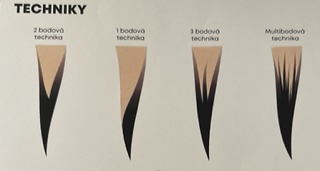 TECHNIKY
2 bodová
technika
1 bodová
technika
3 bodová
technika
Multibodová
technika